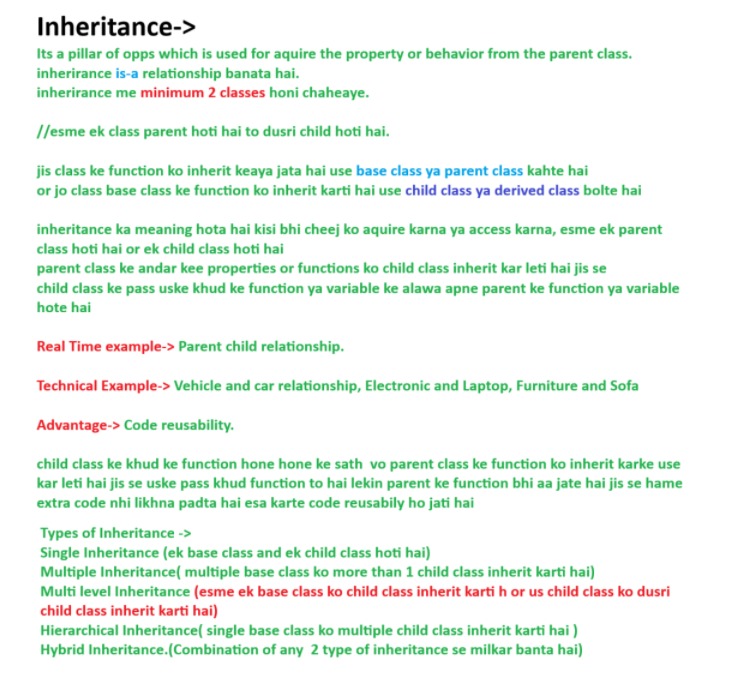 Inheritance->
Its a pillar of opps which is used for aquire the property or behavior from the parent class.
inherirance is-a relationship banata hai.
inherirance me minimum 2 classes honi chaheaye.
//esme ek class parent hoti hai to dusri child hoti hai.
jis class ke function ko inherit keaya jata hai use base class ya parent class kahte hai
or jo class base class ke function ko inherit karti hai use child class ya derived class bolte hai
inheritance ka meaning hota hai kisi bhi cheej ko aquire karna ya access karna, esme ek parent
class hoti hai or ek child class hoti hai
parent class ke andar kee properties or functions ko child class inherit kar leti hai jis se
child class ke pass uske khud ke function ya variable ke alawa apne parent ke function ya variable
hote hai
Real Time example-> Parent child relationship.
Technical Example-> Vehicle and car relationship, Electronic and Laptop, Furniture and Sofa
Advantage-> Code reusability.
child class ke khud ke function hone hone ke sath vo parent class ke function ko inherit karke use
kar leti hai jis se uske pass khud function to hai lekin parent ke function bhi aa jate hai jis se hame
extra code nhi likhna padta hai esa karte code reusabily ho jati hai
Types of Inheritance ->
Single Inheritance (ek base class and ek child class hoti hai)
Multiple Inheritance( multiple base class ko more than 1 child class inherit karti hai)
Multi level Inheritance (esme ek base class ko child class inherit karti h or us child class ko dusri
child class inherit karti hai)
Hierarchical Inheritance( single base class ko multiple child class inherit karti hai )
Hybrid Inheritance.(Combination of any 2 type of inheritance se milkar banta hai)